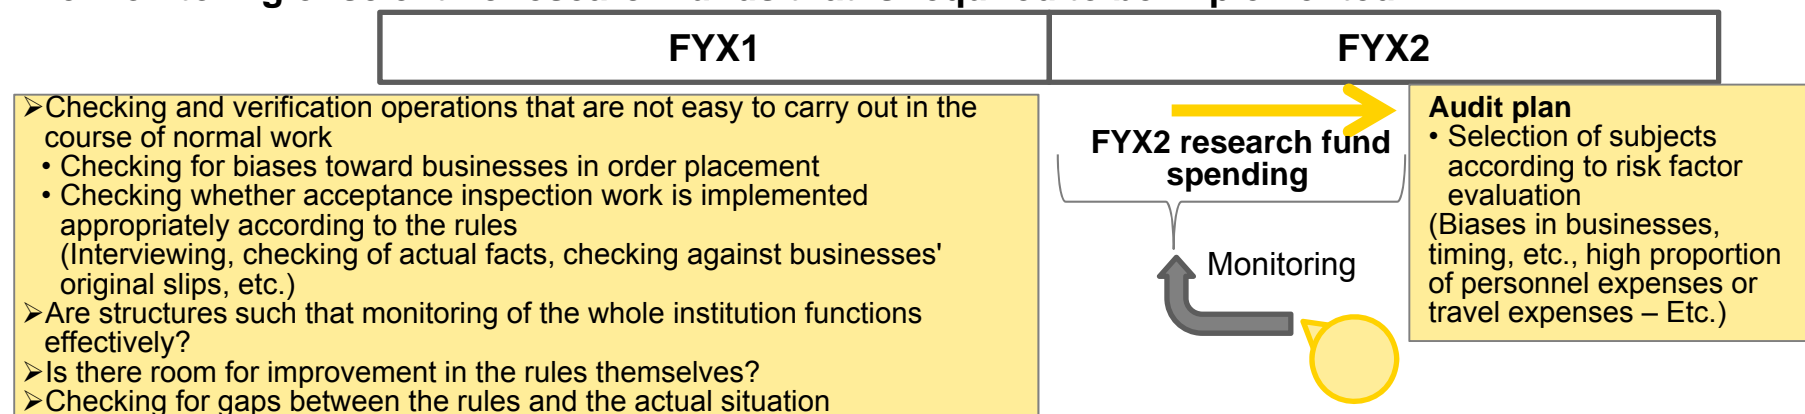 FYX1
FYX2
➢Checking and verification operations that are not easy to carry out in the
course of normal work
• Checking for biases toward businesses in order placement
• Checking whether acceptance inspection work is implemented
appropriately according to the rules
(Interviewing, checking of actual facts, checking against businesses'
original slips, etc.)
➢Are structures such that monitoring of the whole institution functions
effectively?
➢Is there room for improvement in the rules themselves?
➢Checking for gaps between the rules and the actual situation
FYX2 research fund
spending
Monitoring
Audit plan
• Selection of subjects
according to risk factor
evaluation
(Biases in businesses,
timing, etc., high proportion
of personnel expenses or
travel expenses – Etc.)